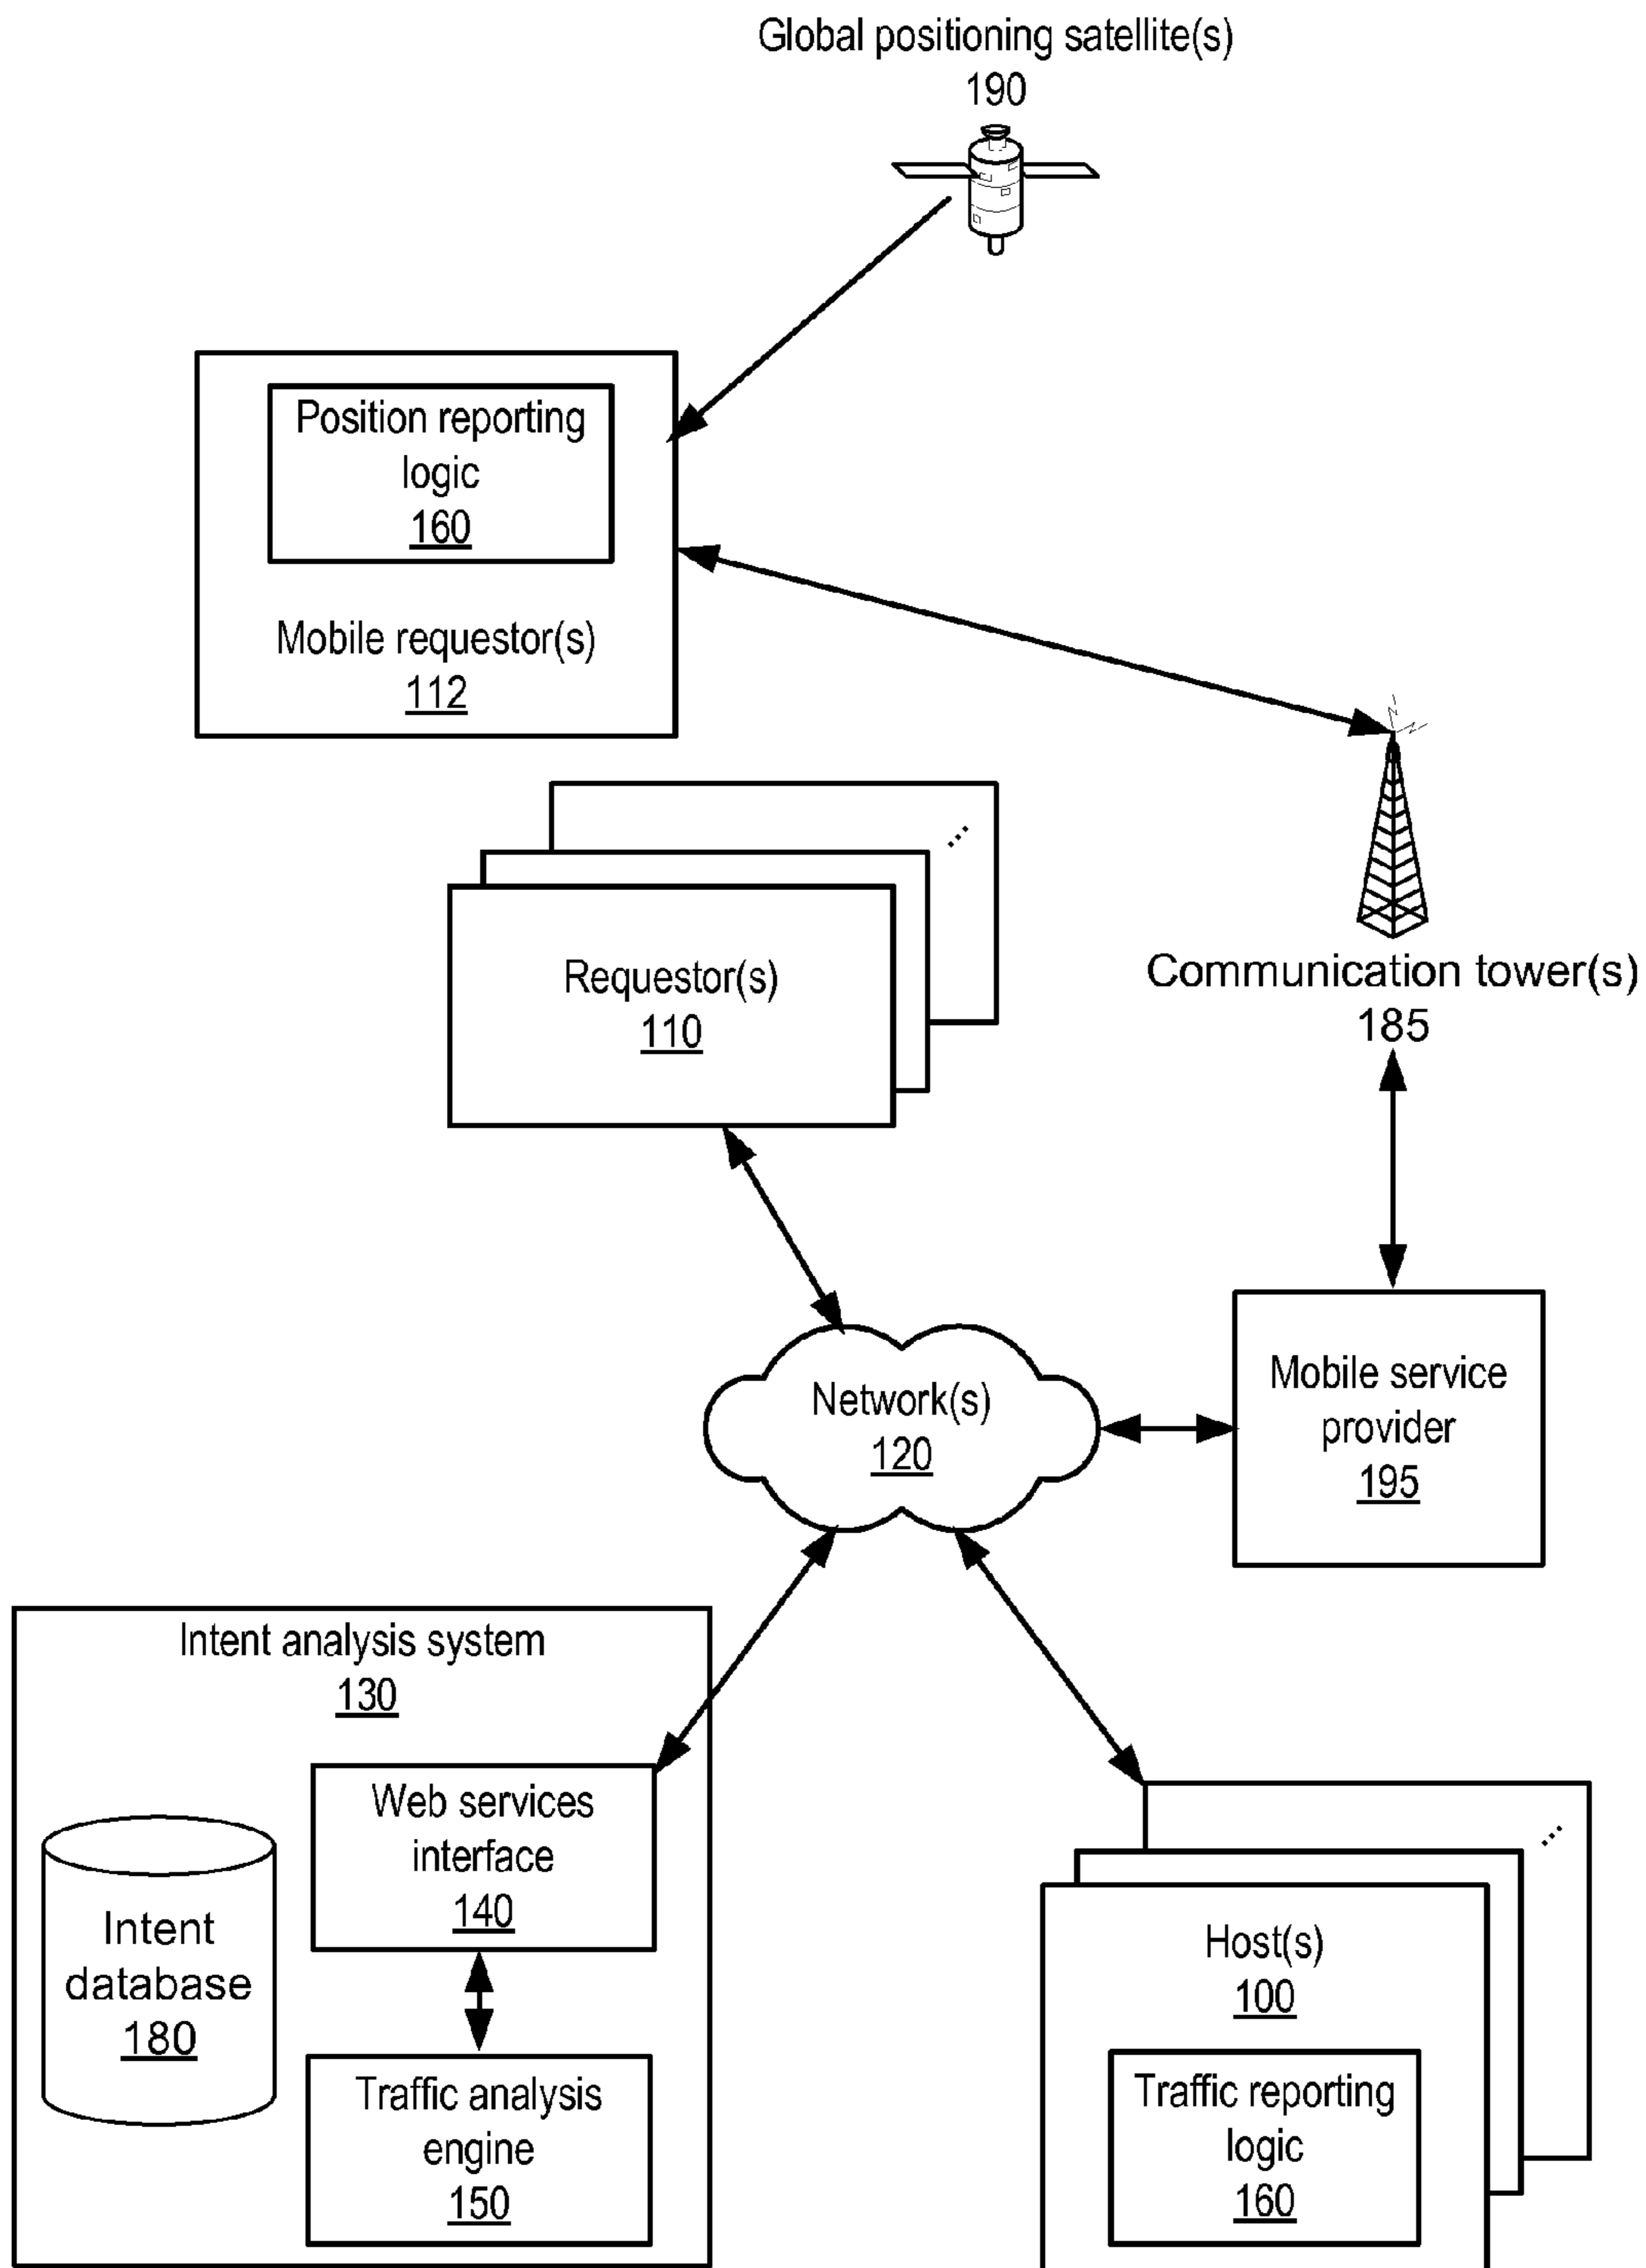 Global positioning satellite(s)
190
Position reporting
logic
160
Mobile requestor(s)
112
Requestor(s)
110
Communication tower(s)
185
Network(s)
120
Mobile service
provider
195
Intent analysis system
130
Web services
interface
140
Intent
database
180
Traffic analysis
engine
150
Host(s)
100
Traffic reporting
logic
160